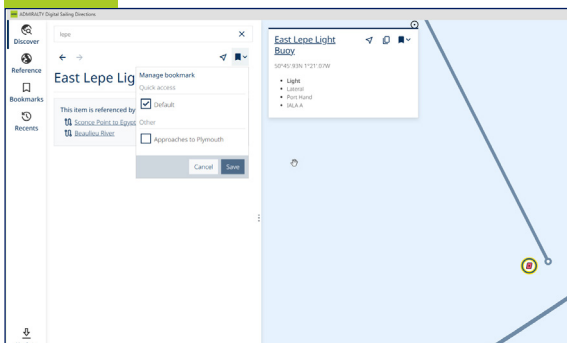 ADMIRALTY Digital Sailing Directions
Discover
Reference
Bookmarks
Recents
lepe
East Lepe Lig
This item is referenced by
Sconce Point to Egypt
Beaulieu River
Manage bookmark
Quick access
Default
Other
Approaches to Plymouth
Cancel
Save
East Lepe Light
Buoy
50°45'.93N 1°21'.07W
Light
Lateral
Port Hand
IALA A